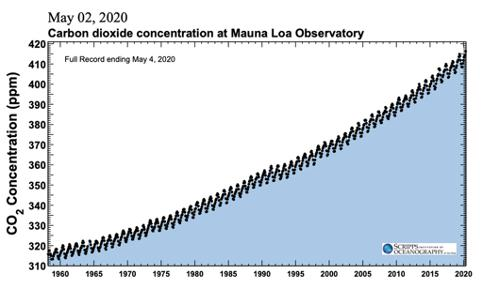 May 02, 2020
Carbon dioxide concentration at Mauna Loa Observatory
Full Record ending May 4, 2020
CO2 Concentration (ppm)
420
410
400
390
380
370
360
350
340
330
320
310
1960 1965 1970 1975 1980 1985 1990 1995 2000 2005 2010 2015 2020
SCRIPPS INSTITUTION OF
OCEANOGRAPHY